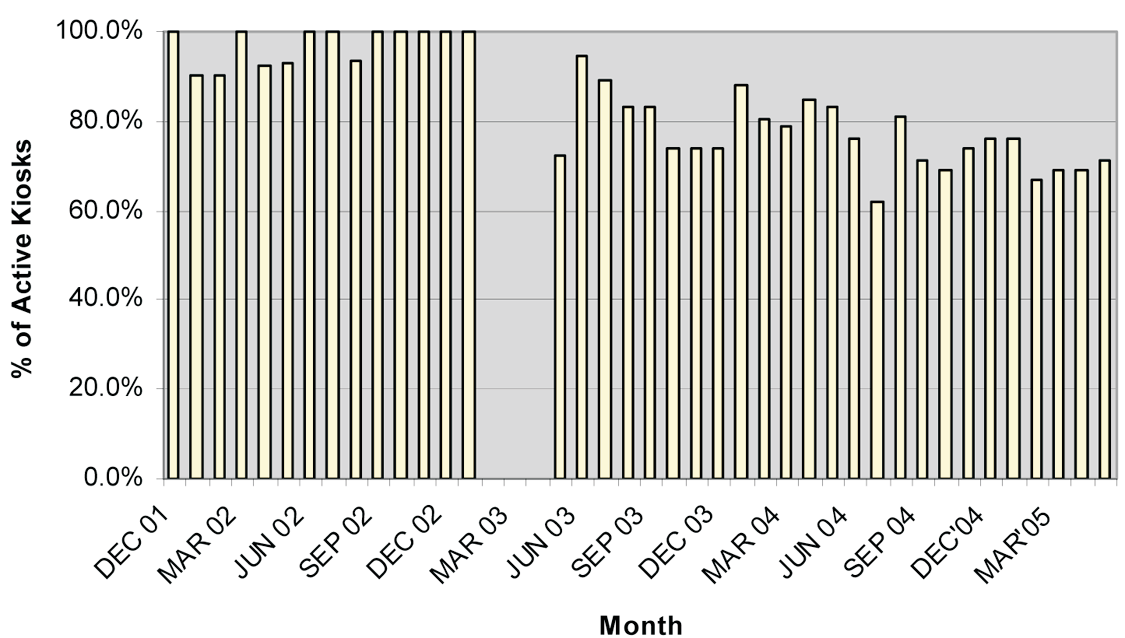 100.0%
80.0%
60.0%
40.0%
20.0%
0.0%
% of Active Kiosks
DEC 01
MAR 02
JUN 02
SEP 02
DEC 02
MAR 03
JUN 03
SEP 03
DEC 03
MAR 04
JUN 04
SEP 04
DEC'04
MAR'05
Month